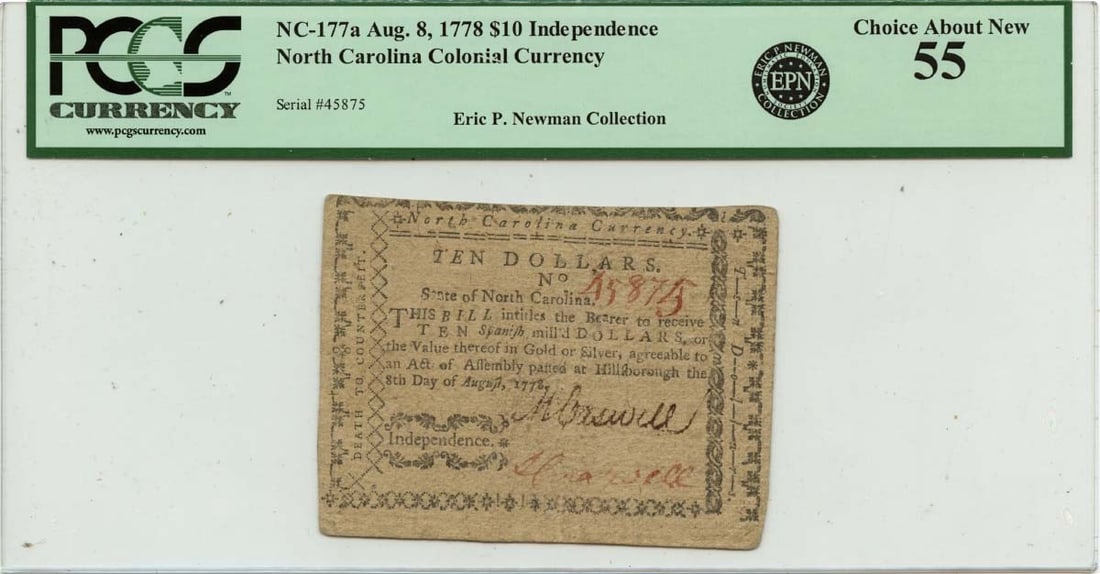 PCGS
CURRENCY
www.pcgscurrency.com
NC-177a Aug. 8, 1778 $10 Independence
North Carolina Colonial Currency
Serial #45875
Eric P. Newman Collection
ERIC P. NEWMAN
EPN
COLLECTION
Choice About New
55
North Carolina Currency.
TEN DOLLARS.
No 45875
State of North Carolina.
THIS BILL intitles the Bearer to receive
TEN Spanish mill'd DOLLARS, or
the Value thereof in Gold or Silver, agreeable to
an Act of Assembly passed at Hillsborough the
8th Day of August, 1778.
Independence.
DEATH TO COUNTERFEIT.
T—e—n D—o—l—l—a—r—s.